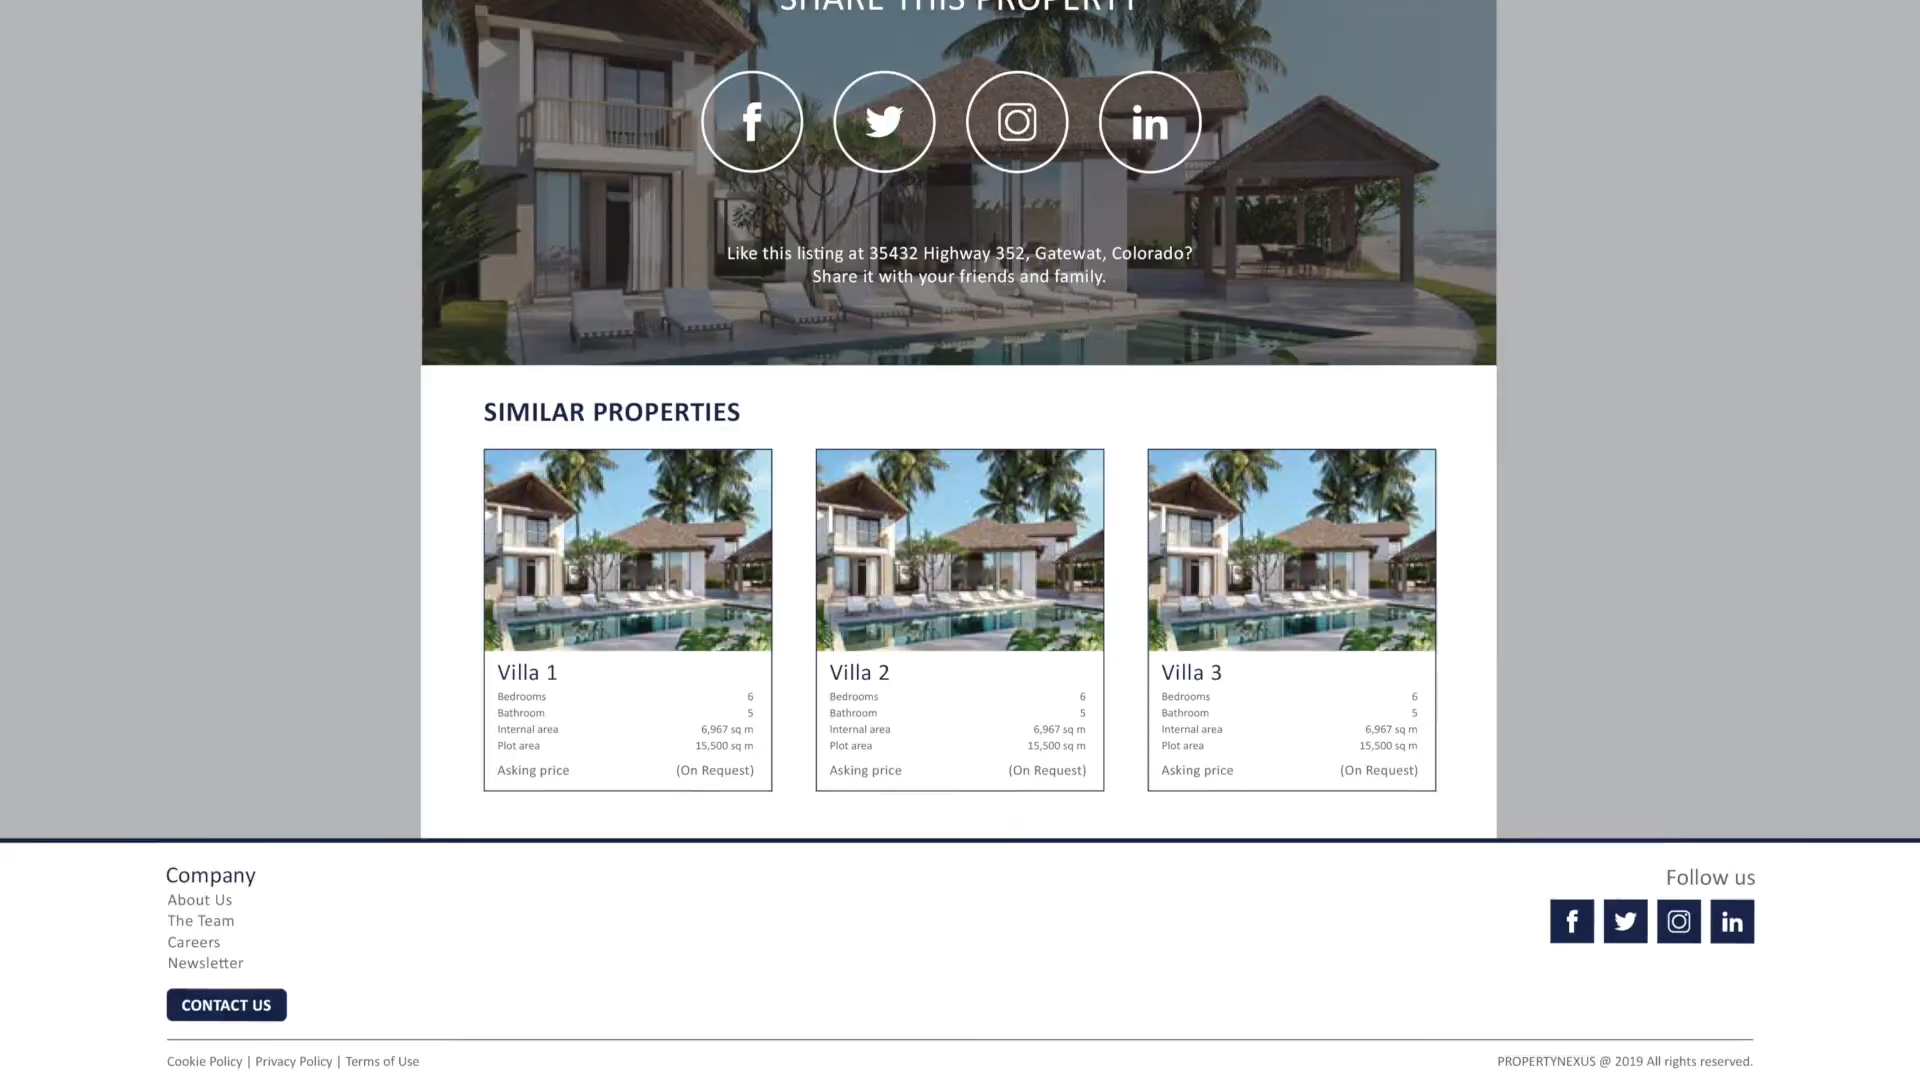 SHARE THIS PROPERTY
Like this listing at 35432 Highway 352, Gatewat, Colorado?
Share it with your friends and family.
SIMILAR PROPERTIES
Villa 1
Bedrooms 6
Bathroom 5
Internal area 6,967 sq m
Plot area 15,500 sq m
Asking price (On Request)
Villa 2
Bedrooms 6
Bathroom 5
Internal area 6,967 sq m
Plot area 15,500 sq m
Asking price (On Request)
Villa 3
Bedrooms 6
Bathroom 5
Internal area 6,967 sq m
Plot area 15,500 sq m
Asking price (On Request)
Company
About Us
The Team
Careers
Newsletter
CONTACT US
Follow us
Cookie Policy | Privacy Policy | Terms of Use
PROPERTYNEXUS @ 2019 All rights reserved.